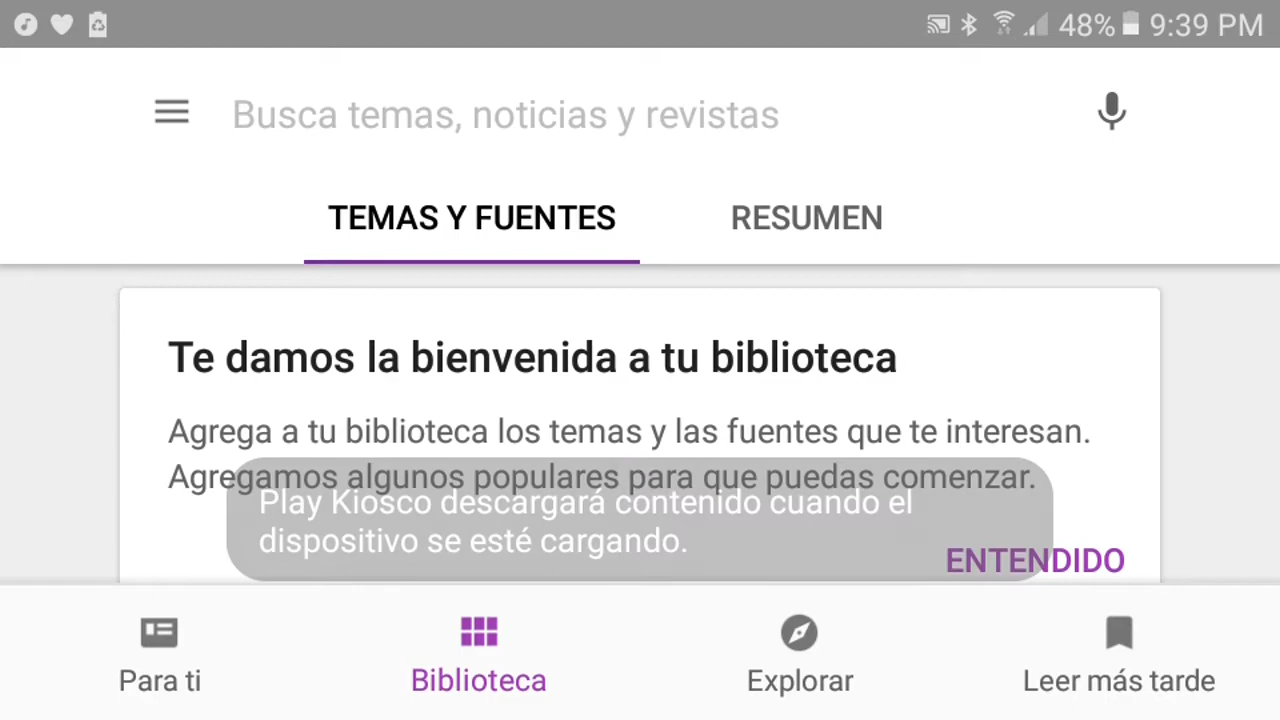 48% 9:39 PM
Busca temas, noticias y revistas
TEMAS Y FUENTES
RESUMEN
Te damos la bienvenida a tu biblioteca
Agrega a tu biblioteca los temas y las fuentes que te interesan.
Agregamos algunos populares para que puedas comenzar.
Play Kiosco descargará contenido cuando el
dispositivo se esté cargando.
ENTENDIDO
Para ti
Biblioteca
Explorar
Leer más tarde